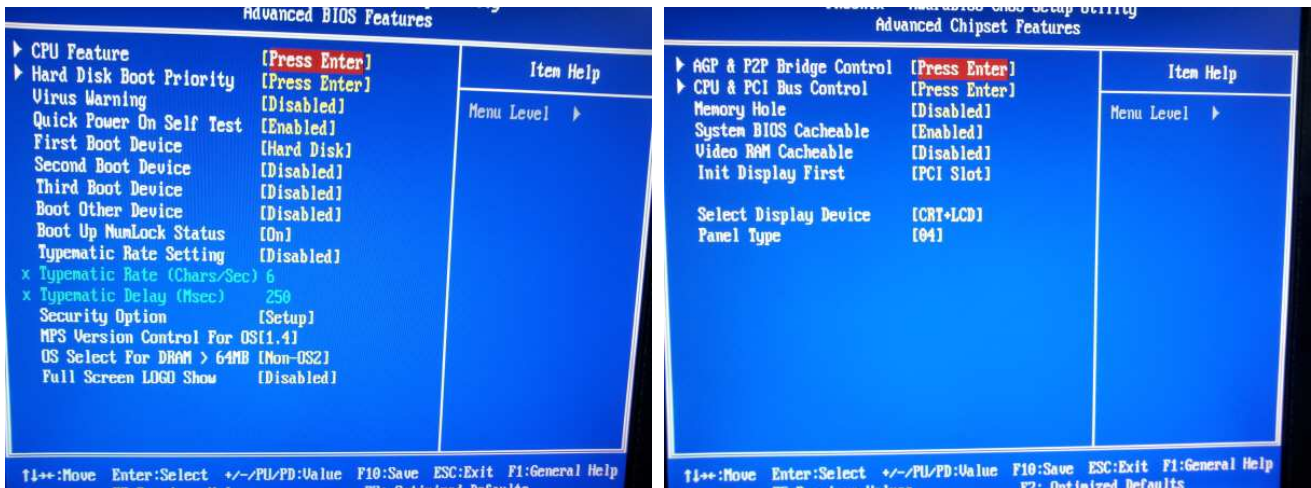 Advanced BIOS Features
CPU Feature [Press Enter]
Hard Disk Boot Priority [Press Enter]
Virus Warning [Disabled]
Quick Power On Self Test [Enabled]
First Boot Device [Hard Disk]
Second Boot Device [Disabled]
Third Boot Device [Disabled]
Boot Other Device [Disabled]
Boot Up NumLock Status [On]
Typematic Rate Setting [Disabled]
x Typematic Rate (Chars/Sec) 6
x Typematic Delay (Msec) 250
Security Option [Setup]
MPS Version Control For OS[1.4]
OS Select For DRAM > 64MB [Non-OS2]
Full Screen LOGO Show [Disabled]
Item Help
Menu Level
↑↓→←:Move Enter:Select +/-/PU/PD:Value F10:Save ESC:Exit F1:General Help
CMOS Setup Utility
Advanced Chipset Features
AGP & P2P Bridge Control [Press Enter]
CPU & PCI Bus Control [Press Enter]
Memory Hole [Disabled]
System BIOS Cacheable [Enabled]
Video RAM Cacheable [Disabled]
Init Display First [PCI Slot]
Select Display Device [CRT+LCD]
Panel Type [04]
Item Help
Menu Level
↑↓→←:Move Enter:Select +/-/PU/PD:Value F10:Save ESC:Exit F1:General Help
F7: Optimized Defaults